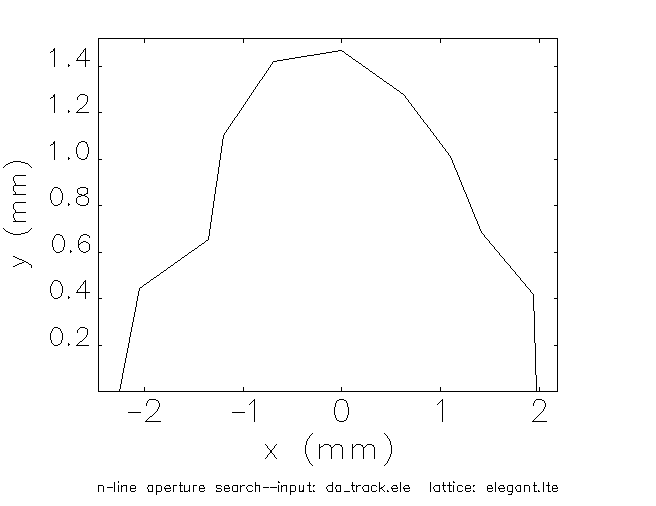 1.4
1.2
1.0
0.8
0.6
0.4
0.2
y (mm)
-2 -1 0 1 2
x (mm)
n-line aperture search--input: da_track.ele lattice: elegant.lte